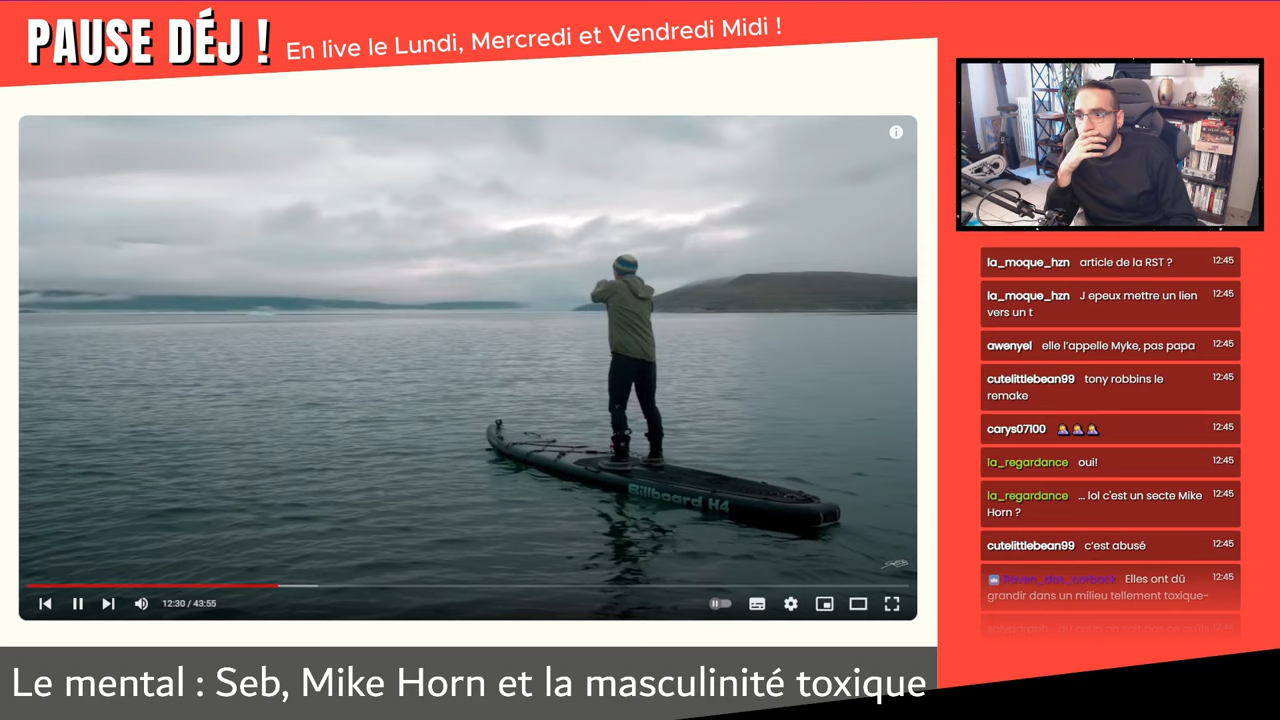 PAUSE DÉJ !
En live le Lundi, Mercredi et Vendredi Midi !
Billboard H4
12:30 / 43:55
la_moque_hzn article de la RST ? 12:45
la_moque_hzn J epeux mettre un lien 12:45
vers un t
awenyel elle l'appelle Myke, pas papa 12:45
cutelittlebean99 tony robbins le 12:45
remake
carys07100 12:45
la_regardance oui! 12:45
la_regardance ... lol c'est un secte Mike 12:45
Horn ?
cutelittlebean99 c'est abusé 12:45
Elles ont dû 12:45
grandir dans un milieu tellement toxique-
Le mental : Seb, Mike Horn et la masculinité toxique